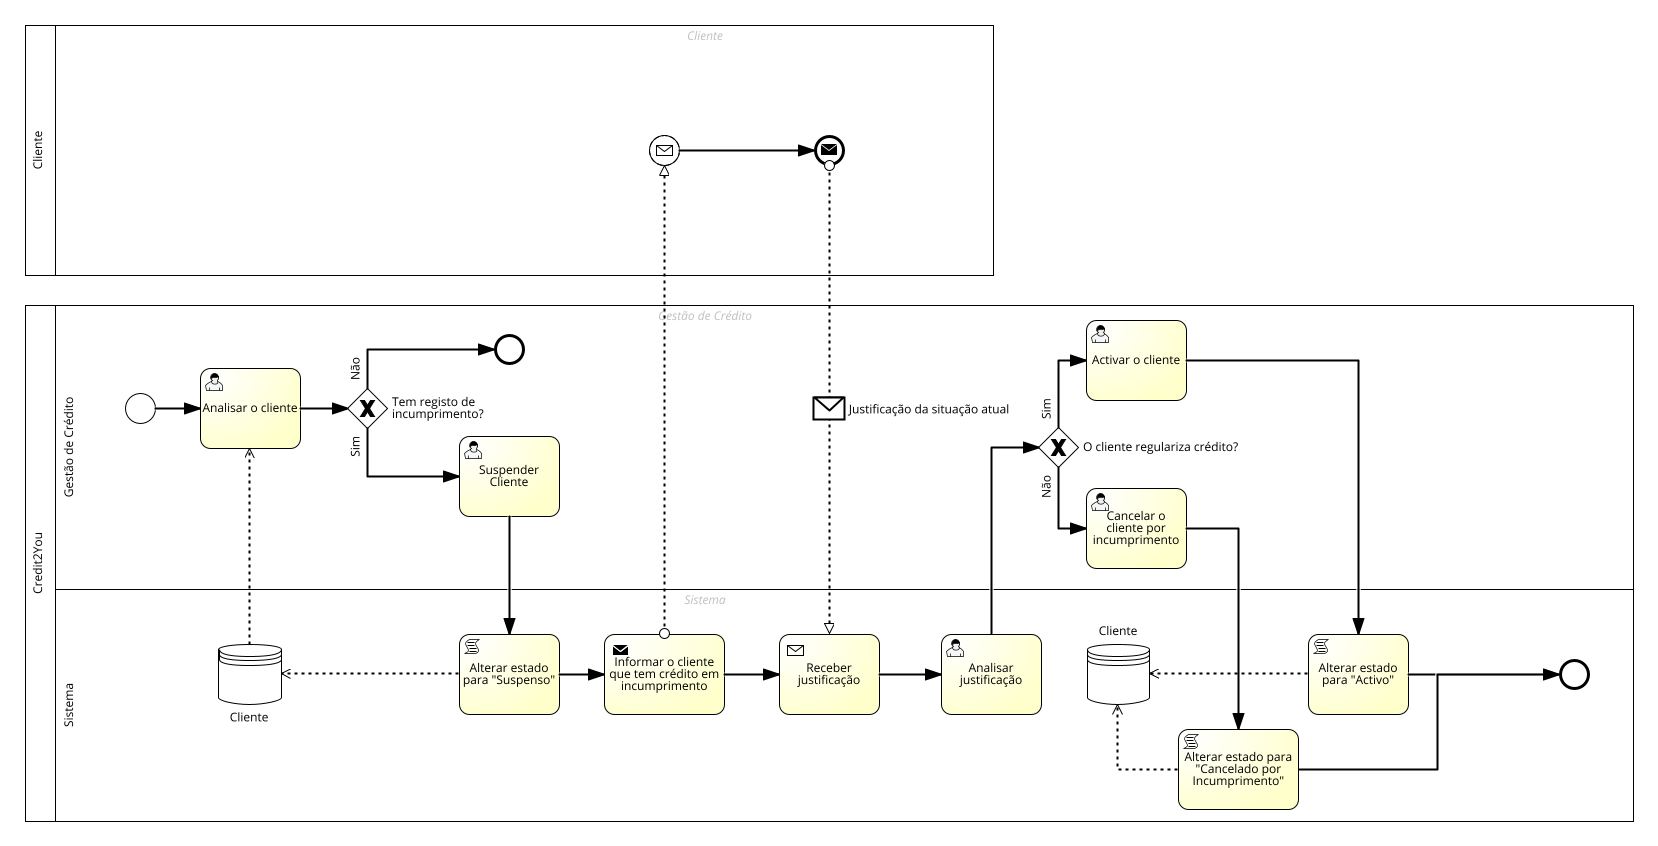 Cliente
Cliente
Credit2You
Gestão de Crédito
Gestão de Crédito
Analisar o cliente
Não
Tem registo de
incumprimento?
Sim
Suspender
Cliente
Justificação da situação atual
Activar o cliente
Sim
O cliente regulariza crédito?
Não
Cancelar o
cliente por
incumprimento
Sistema
Sistema
Cliente
Alterar estado
para "Suspenso"
Informar o cliente
que tem crédito em
incumprimento
Receber
justificação
Analisar
justificação
Cliente
Alterar estado
para "Activo"
Alterar estado para
"Cancelado por
Incumprimento"